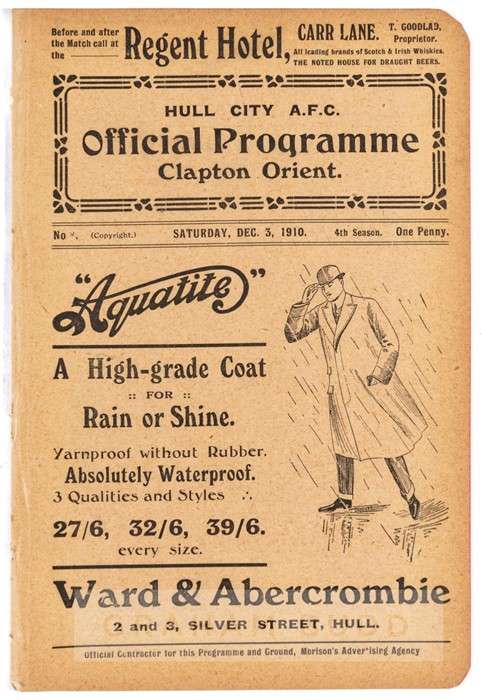 Before and after
the Match call at
the
Regent Hotel,
CARR LANE.
T. GOODLAD,
Proprietor.
All leading brands of Scotch & Irish Whiskies.
THE NOTED HOUSE FOR DRAUGHT BEERS.
HULL CITY A.F.C.
Official Programme
Clapton Orient.
No
(Copyright.)
SATURDAY, DEC. 3, 1910.
4th Season.
One Penny.
"Aquatite"
A High-grade Coat
:: FOR ::
Rain or Shine.
Yarnproof without Rubber.
Absolutely Waterproof.
3 Qualities and Styles ∴
27/6, 32/6, 39/6.
every size.
Ward & Abercrombie
2 and 3, SILVER STREET, HULL.
Official Contractor for this Programme and Ground, Morison's Advertising Agency